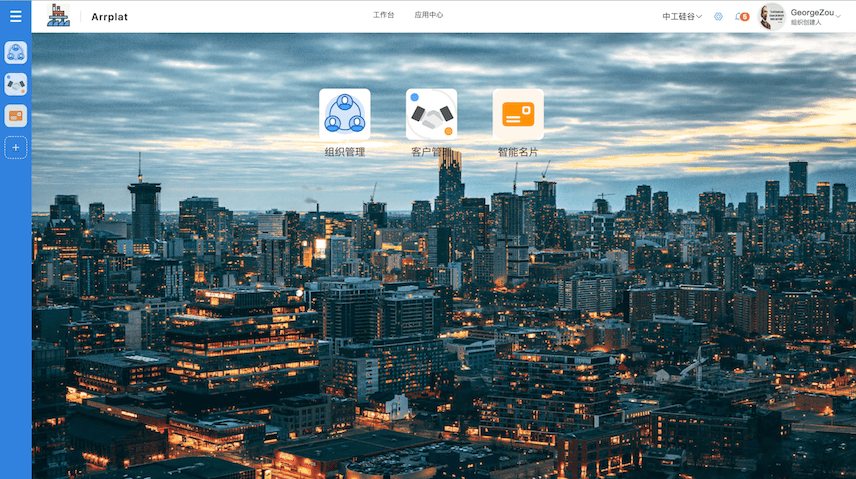 Arrplat
工作台
应用中心
中工硅谷
5
GeorgeZou
组织创建人
组织管理
客户管理
智能名片